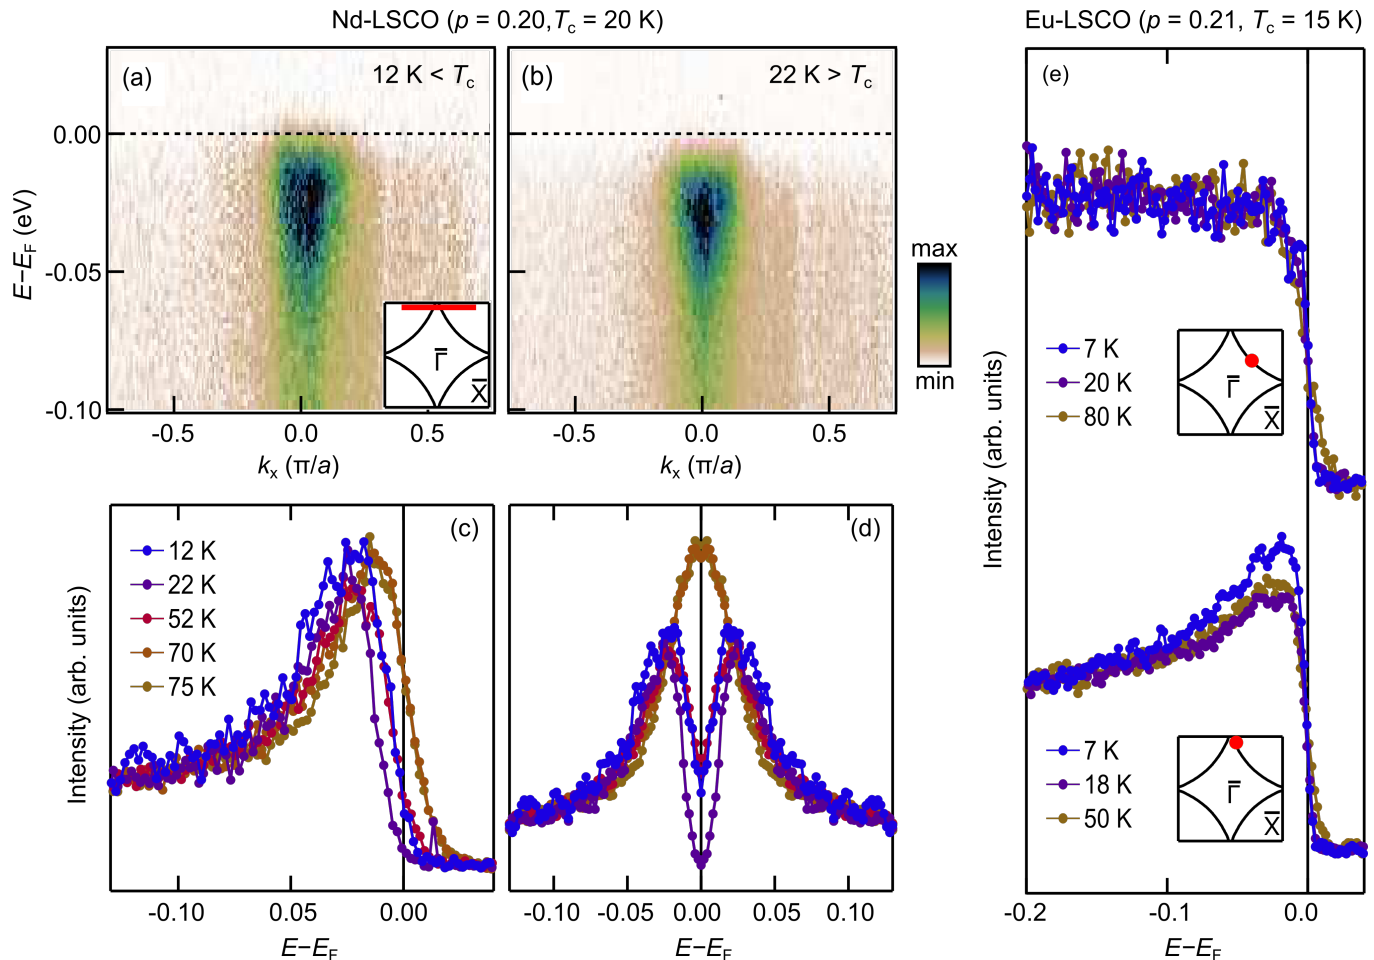 Nd-LSCO (p = 0.20, Tc = 20 K)
Eu-LSCO (p = 0.21, Tc = 15 K)
(a)
12 K < Tc
(b)
22 K > Tc
0.00
-0.05
-0.10
E−EF (eV)
Γ̄
X̄
max
min
-0.5
0.0
0.5
kx (π/a)
-0.5
0.0
0.5
kx (π/a)
(c)
12 K
22 K
52 K
70 K
75 K
Intensity (arb. units)
-0.10
0.05
0.00
E−EF
(d)
-0.10
-0.05
0.00
0.05
0.10
E−EF
(e)
7 K
20 K
80 K
Γ̄
X̄
Intensity (arb. units)
7 K
18 K
50 K
Γ̄
X̄
-0.2
-0.1
0.0
E−EF